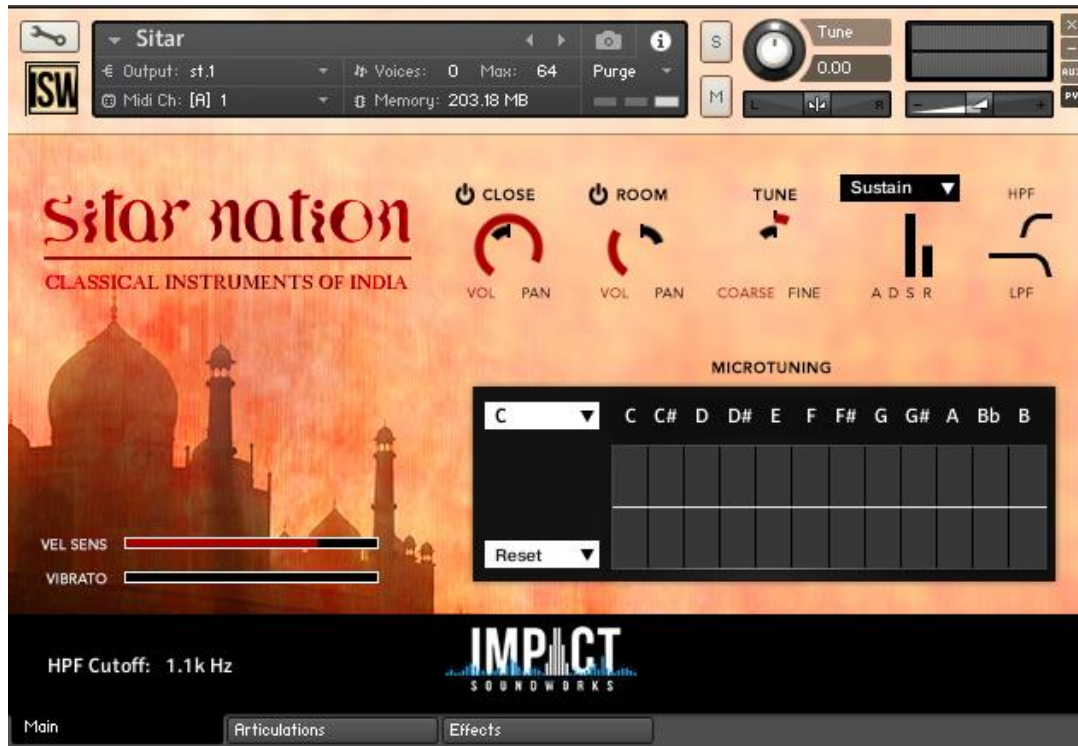 Sitar
S
Tune
Output: st.1
Voices: 0 Max: 64
Purge
0.00
ISW
Midi Ch: [A] 1
Memory: 203.18 MB
M
L
R
AUX
PV
sitar nation
CLASSICAL INSTRUMENTS OF INDIA
CLOSE
ROOM
TUNE
Sustain
HPF
VOL PAN
VOL PAN
COARSE FINE
A D S R
LPF
MICROTUNING
C
C C# D D# E F F# G G# A Bb B
Reset
VEL SENS
VIBRATO
HPF Cutoff: 1.1k Hz
IMPACT
SOUNDWORKS
Main
Articulations
Effects